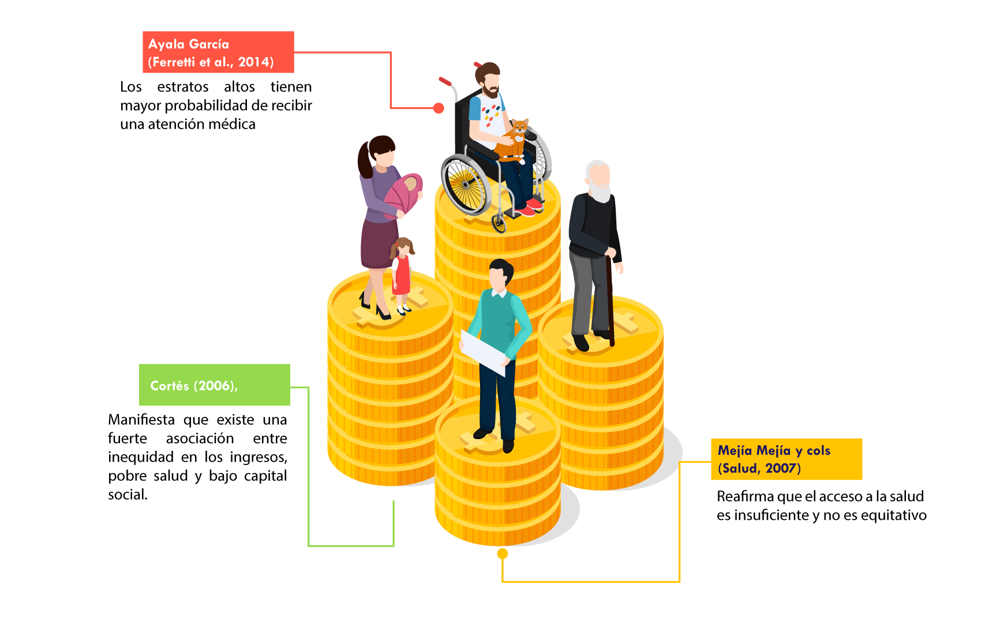 Ayala García
(Ferretti et al., 2014)
Los estratos altos tienen
mayor probabilidad de recibir
una atención médica
Cortés (2006),
Manifiesta que existe una
fuerte asociación entre
inequidad en los ingresos,
pobre salud y bajo capital
social.
Mejía Mejía y cols
(Salud, 2007)
Reafirma que el acceso a la salud
es insuficiente y no es equitativo